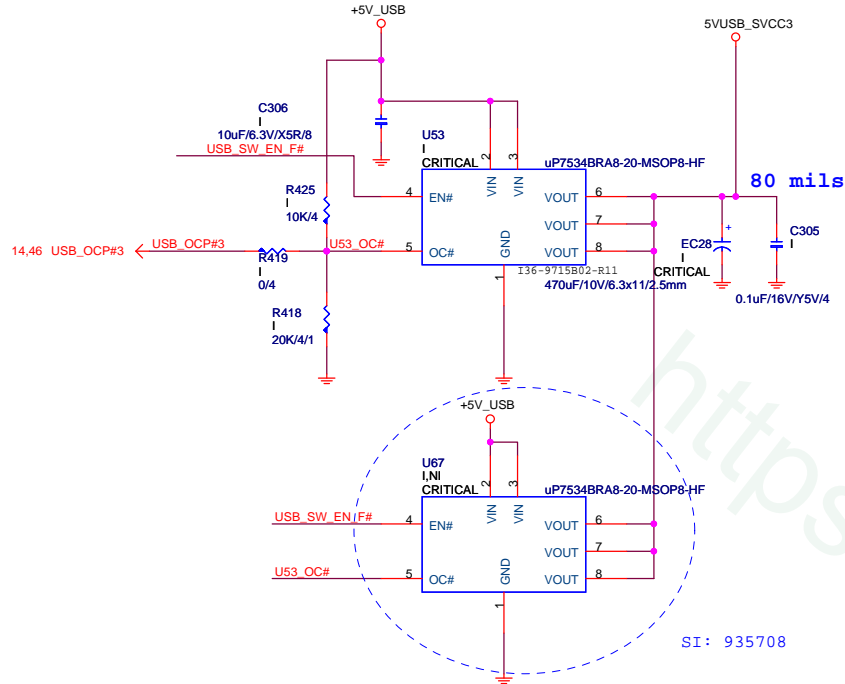 +5V_USB
5VUSB_SVCC3
C306
I
10uF/6.3V/X5R/8
USB_SW_EN_F#
U53
I
CRITICAL
uP7534BRA8-20-MSOP8-HF
2
3
VIN
VIN
4
EN#
VOUT
6
80 mils
R425
I
10K/4
VOUT
7
C305
I
14,46 USB_OCP#3
USB_OCP#3
U53_OC#
5
OC#
GND
VOUT
8
EC28
+
I
CRITICAL
R419
I
0/4
1
I36-9715B02-R11
470uF/10V/6.3x11/2.5mm
0.1uF/16V/Y5V/4
R418
I
20K/4/1
+5V_USB
U67
I,NI
CRITICAL
uP7534BRA8-20-MSOP8-HF
2
3
VIN
VIN
USB_SW_EN_F#
4
EN#
VOUT
6
VOUT
7
U53_OC#
5
OC#
GND
VOUT
8
1
SI: 935708
https